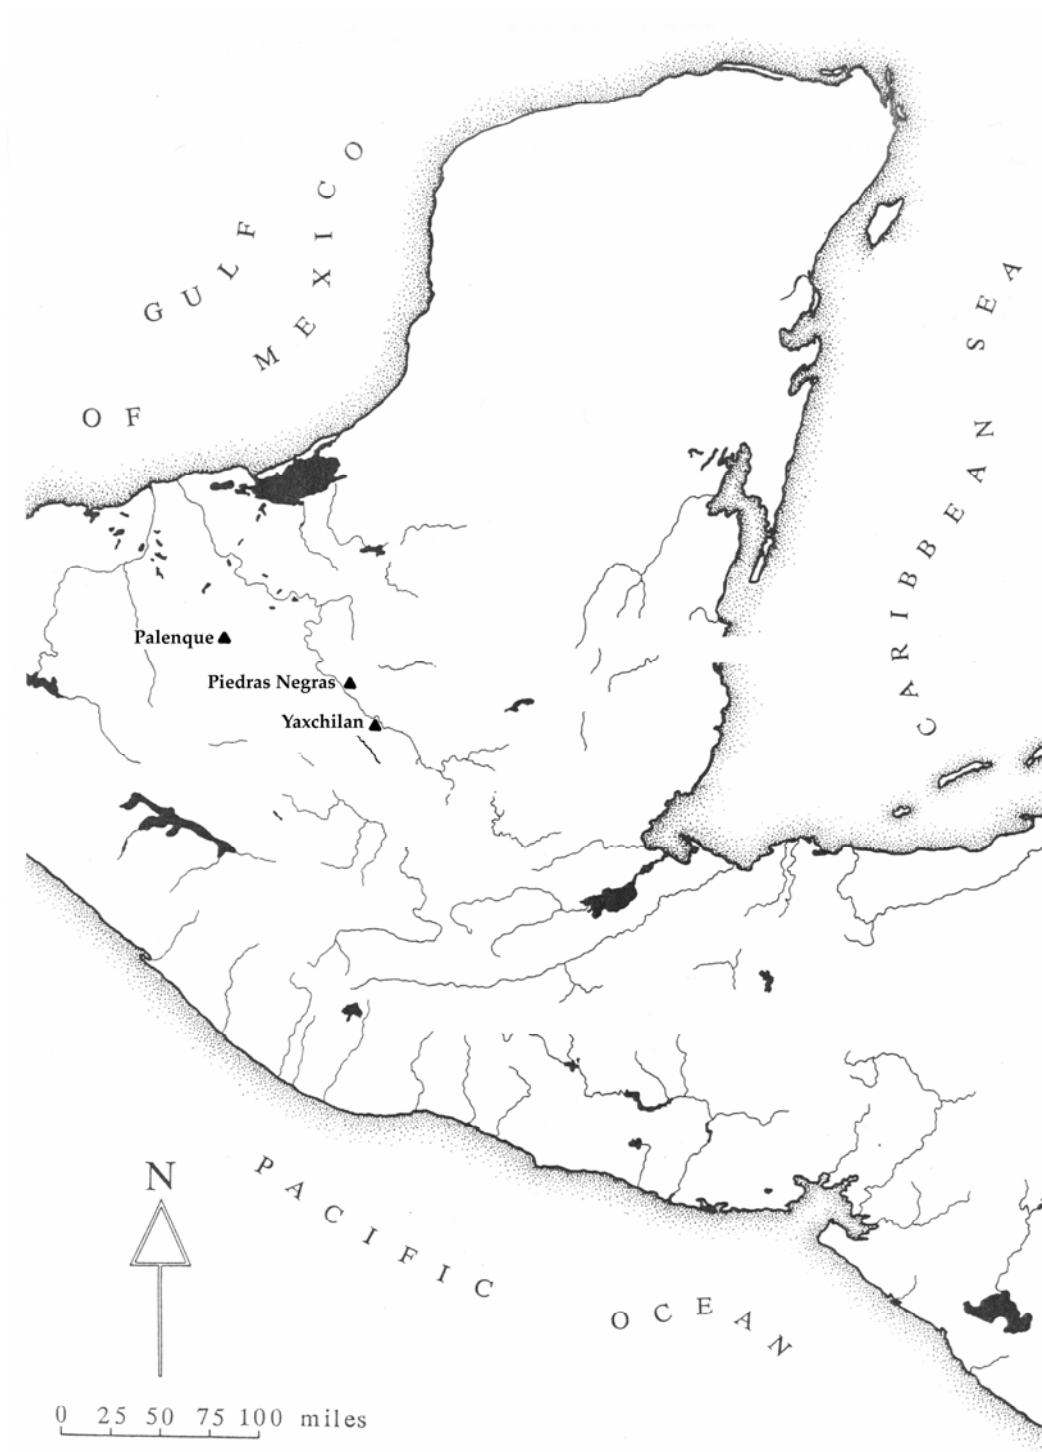 GULF
OF MEXICO
CARIBBEAN SEA
Palenque
Piedras Negras
Yaxchilan
PACIFIC OCEAN
N
0 25 50 75 100 miles